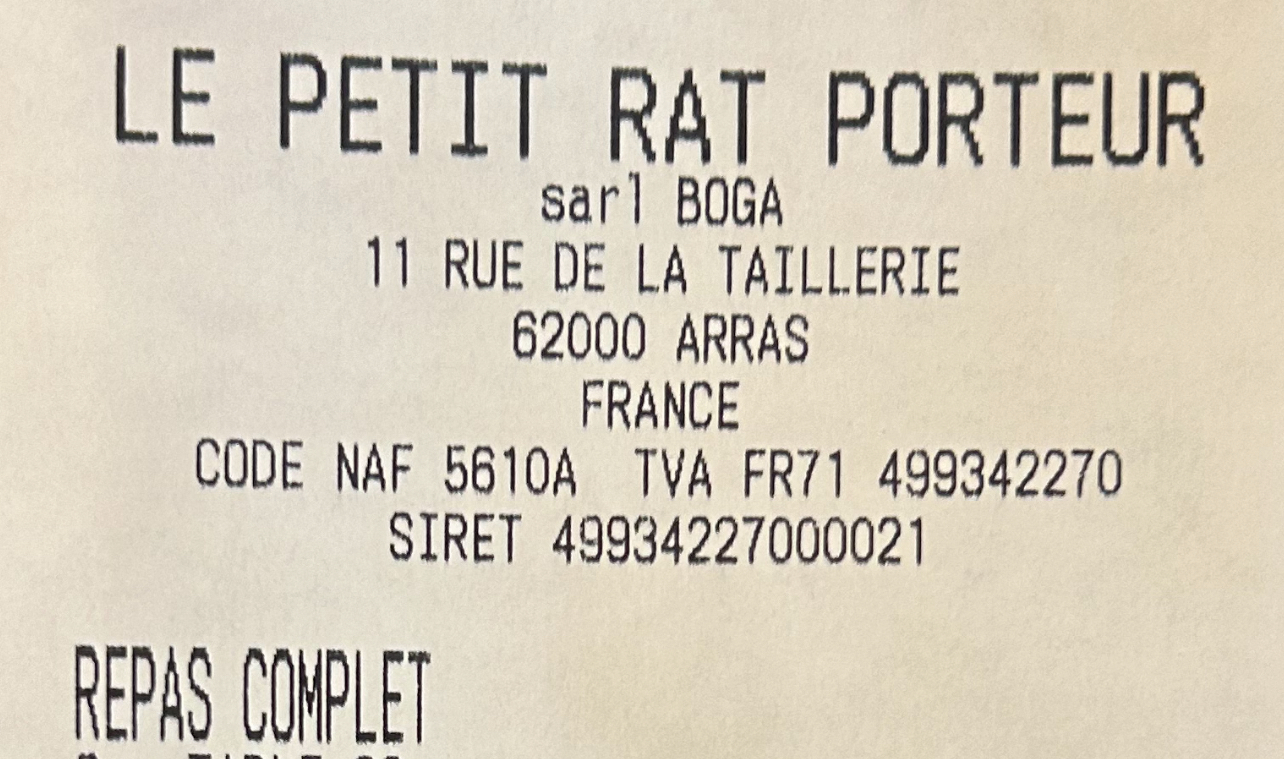 LE PETIT RAT PORTEUR
sarl BOGA
11 RUE DE LA TAILLERIE
62000 ARRAS
FRANCE
CODE NAF 5610A TVA FR71 499342270
SIRET 49934227000021
REPAS COMPLET